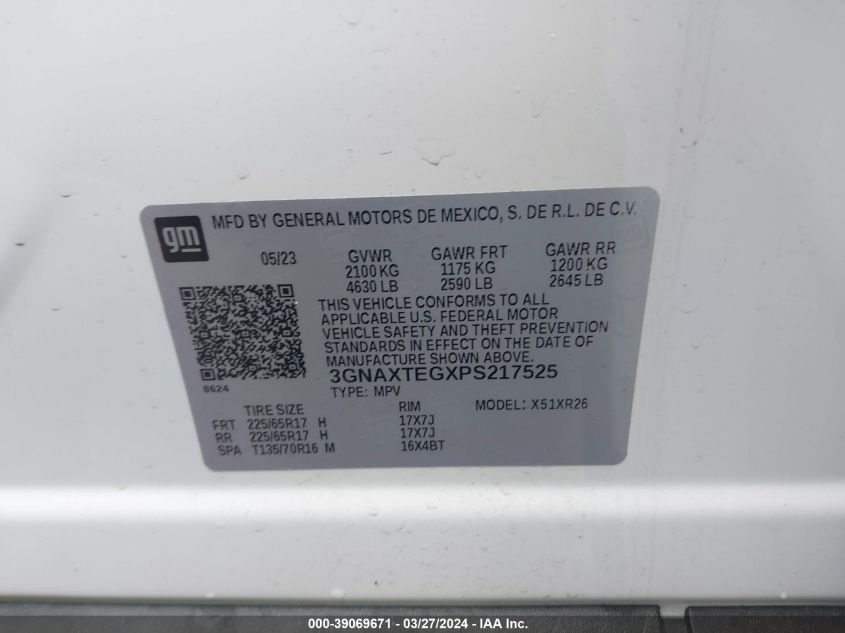 gm MFD BY GENERAL MOTORS DE MEXICO, S. DE R.L. DE C.V.
05/23 GVWR GAWR FRT GAWR RR
2100 KG 1175 KG 1200 KG
4630 LB 2590 LB 2645 LB
THIS VEHICLE CONFORMS TO ALL
APPLICABLE U.S. FEDERAL MOTOR
VEHICLE SAFETY AND THEFT PREVENTION
STANDARDS IN EFFECT ON THE DATE OF
MANUFACTURE SHOWN ABOVE.
3GNAXTEGXPS217525
8624 TYPE: MPV
TIRE SIZE RIM MODEL: X51XR26
FRT 225/65R17 H 17X7J
RR 225/65R17 H 17X7J
SPA T135/70R16 M 16X4BT
000-39069671 - 03/27/2024 - IAA Inc.